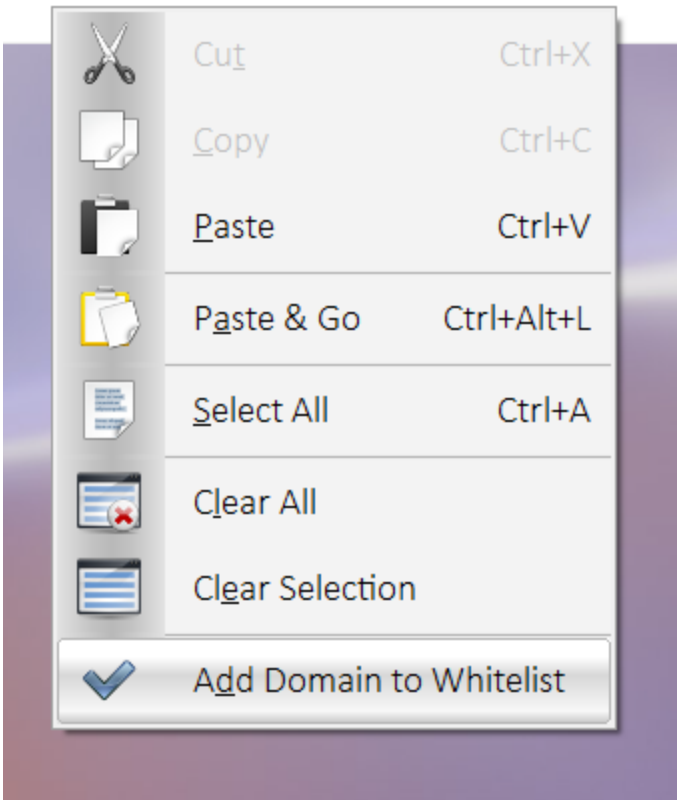 Cut Ctrl+X
Copy Ctrl+C
Paste Ctrl+V
Paste & Go Ctrl+Alt+L
Select All Ctrl+A
Clear All
Clear Selection
Add Domain to Whitelist